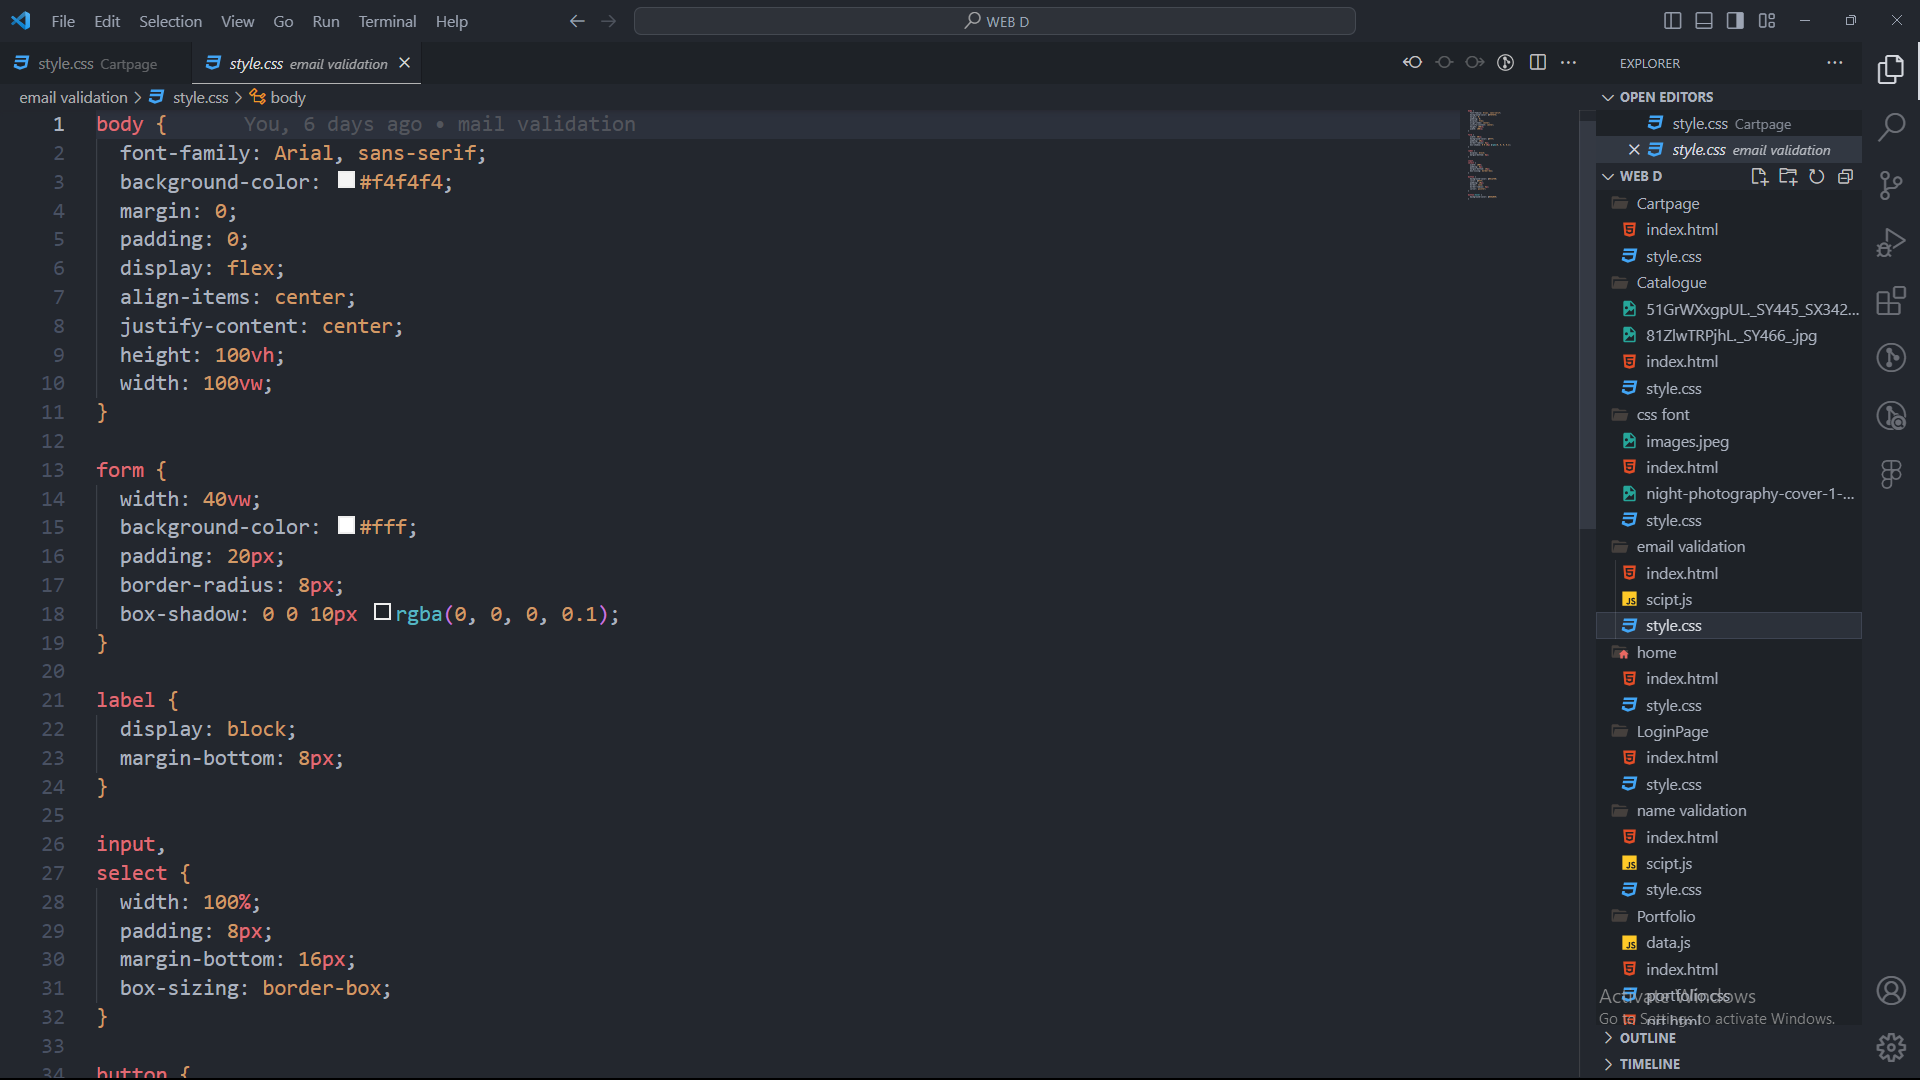 File Edit Selection View Go Run Terminal Help
WEB D
style.css Cartpage
style.css email validation
email validation > style.css > body
1 body { You, 6 days ago • mail validation
2 font-family: Arial, sans-serif;
3 background-color: #f4f4f4;
4 margin: 0;
5 padding: 0;
6 display: flex;
7 align-items: center;
8 justify-content: center;
9 height: 100vh;
10 width: 100vw;
11 }
12
13 form {
14 width: 40vw;
15 background-color: #fff;
16 padding: 20px;
17 border-radius: 8px;
18 box-shadow: 0 0 10px rgba(0, 0, 0, 0.1);
19 }
20
21 label {
22 display: block;
23 margin-bottom: 8px;
24 }
25
26 input,
27 select {
28 width: 100%;
29 padding: 8px;
30 margin-bottom: 16px;
31 box-sizing: border-box;
32 }
33
34 button {
EXPLORER
OPEN EDITORS
style.css Cartpage
style.css email validation
WEB D
Cartpage
index.html
style.css
Catalogue
51GrWXxgpUL._SY445_SX342...
81ZlwTRPjhL._SY466_.jpg
index.html
style.css
css font
images.jpeg
index.html
night-photography-cover-1-...
style.css
email validation
index.html
scipt.js
style.css
home
index.html
style.css
LoginPage
index.html
style.css
name validation
index.html
scipt.js
style.css
Portfolio
data.js
index.html
portfolio.css
Activate Windows
Go to Settings to activate Windows.
OUTLINE
TIMELINE